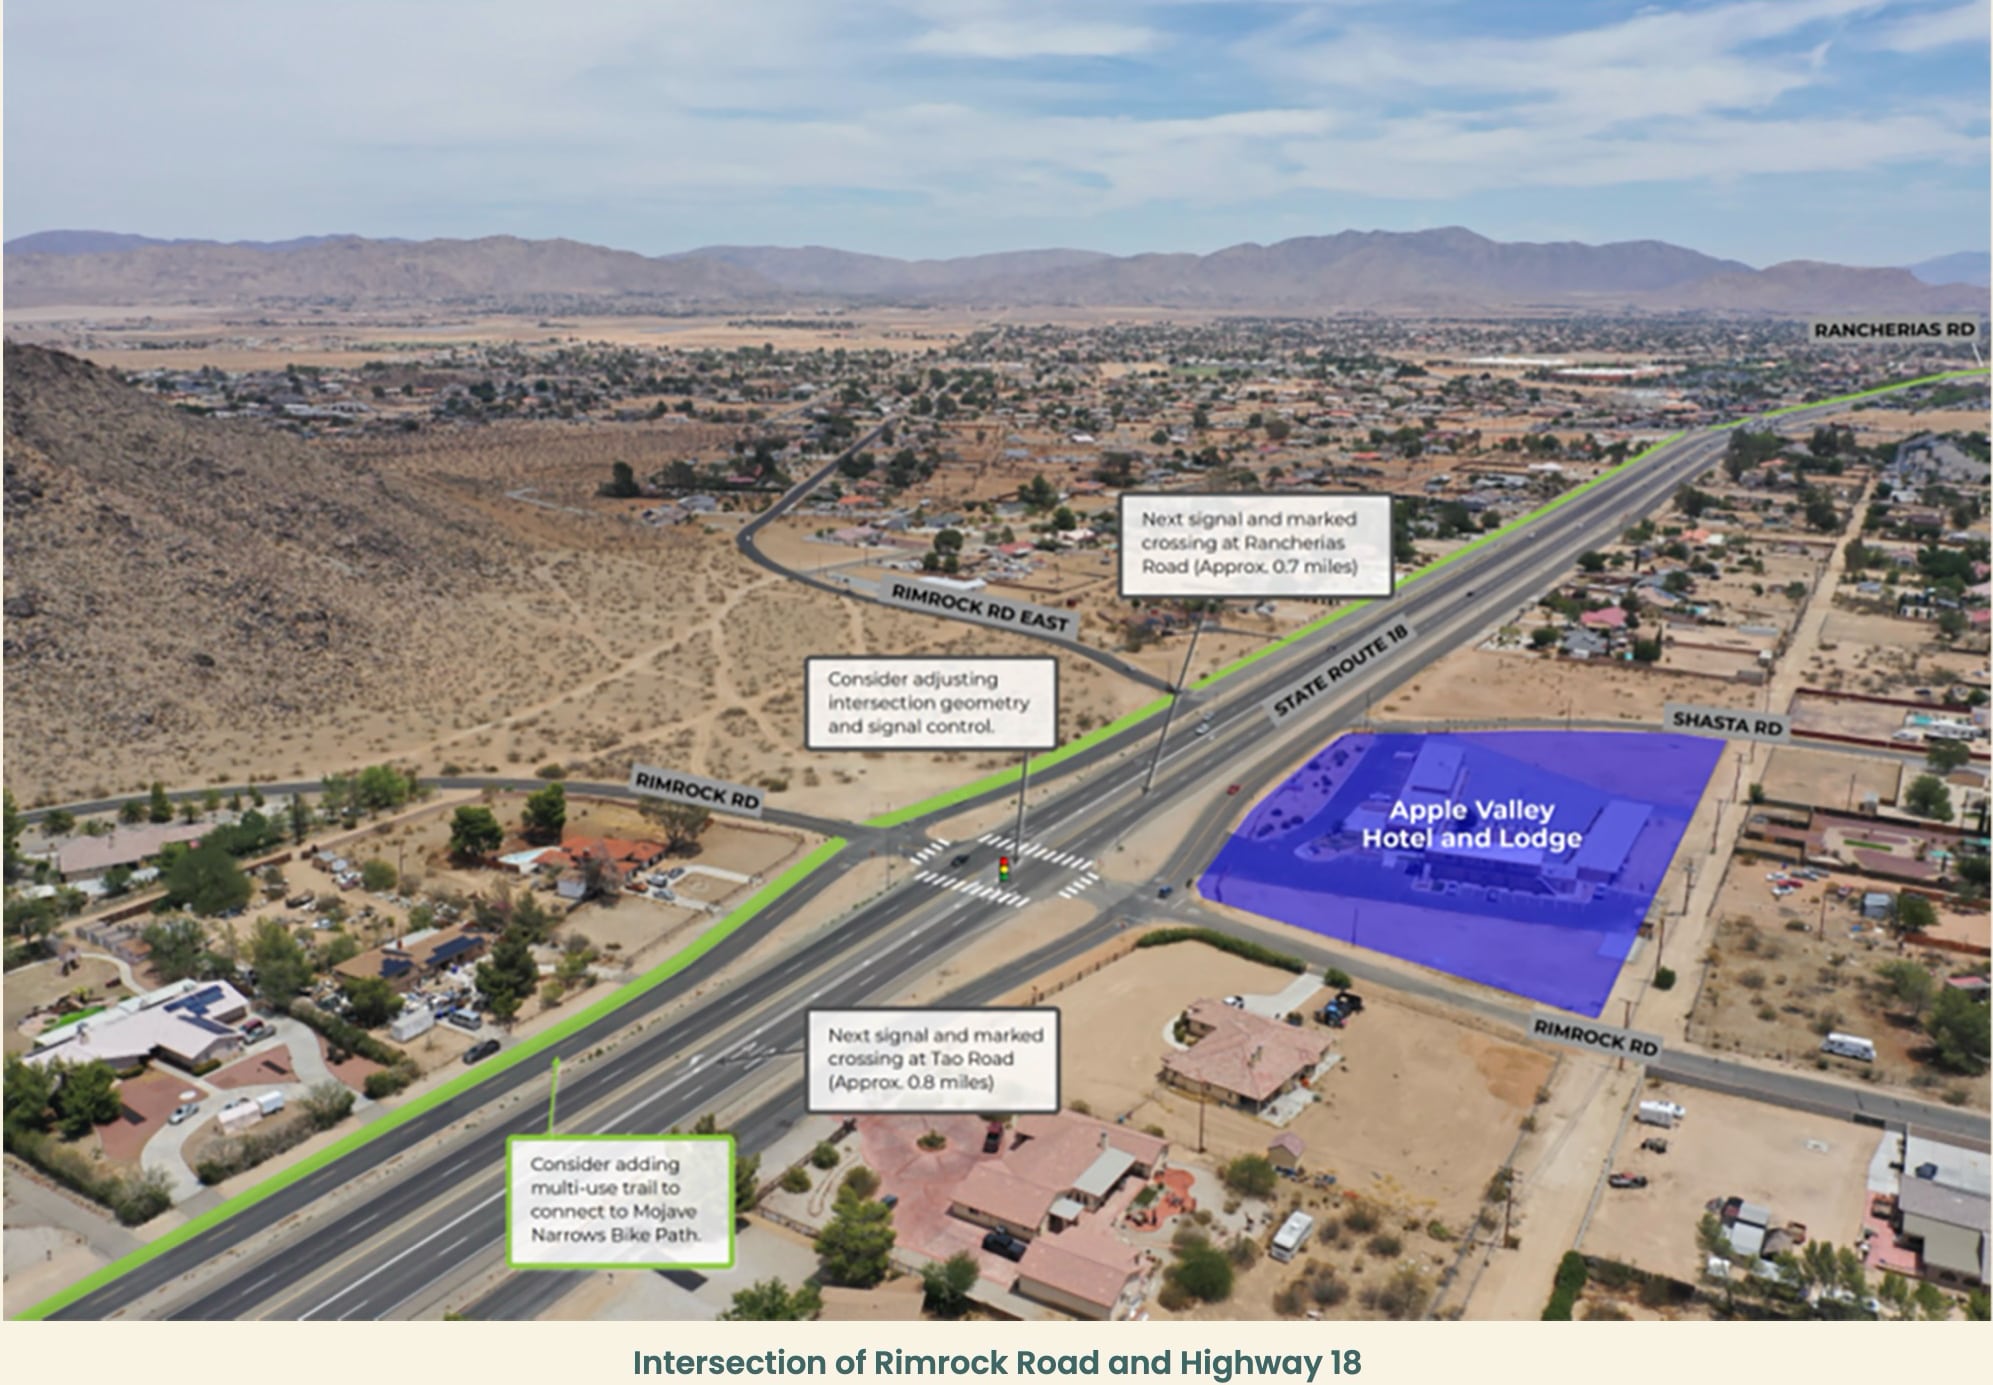 RANCHERIAS RD
Next signal and marked
crossing at Rancherias
Road (Approx. 0.7 miles)
RIMROCK RD EAST
STATE ROUTE 18
Consider adjusting
intersection geometry
and signal control.
SHASTA RD
RIMROCK RD
Apple Valley
Hotel and Lodge
Next signal and marked
crossing at Tao Road
(Approx. 0.8 miles)
RIMROCK RD
Consider adding
multi-use trail to
connect to Mojave
Narrows Bike Path.
Intersection of Rimrock Road and Highway 18